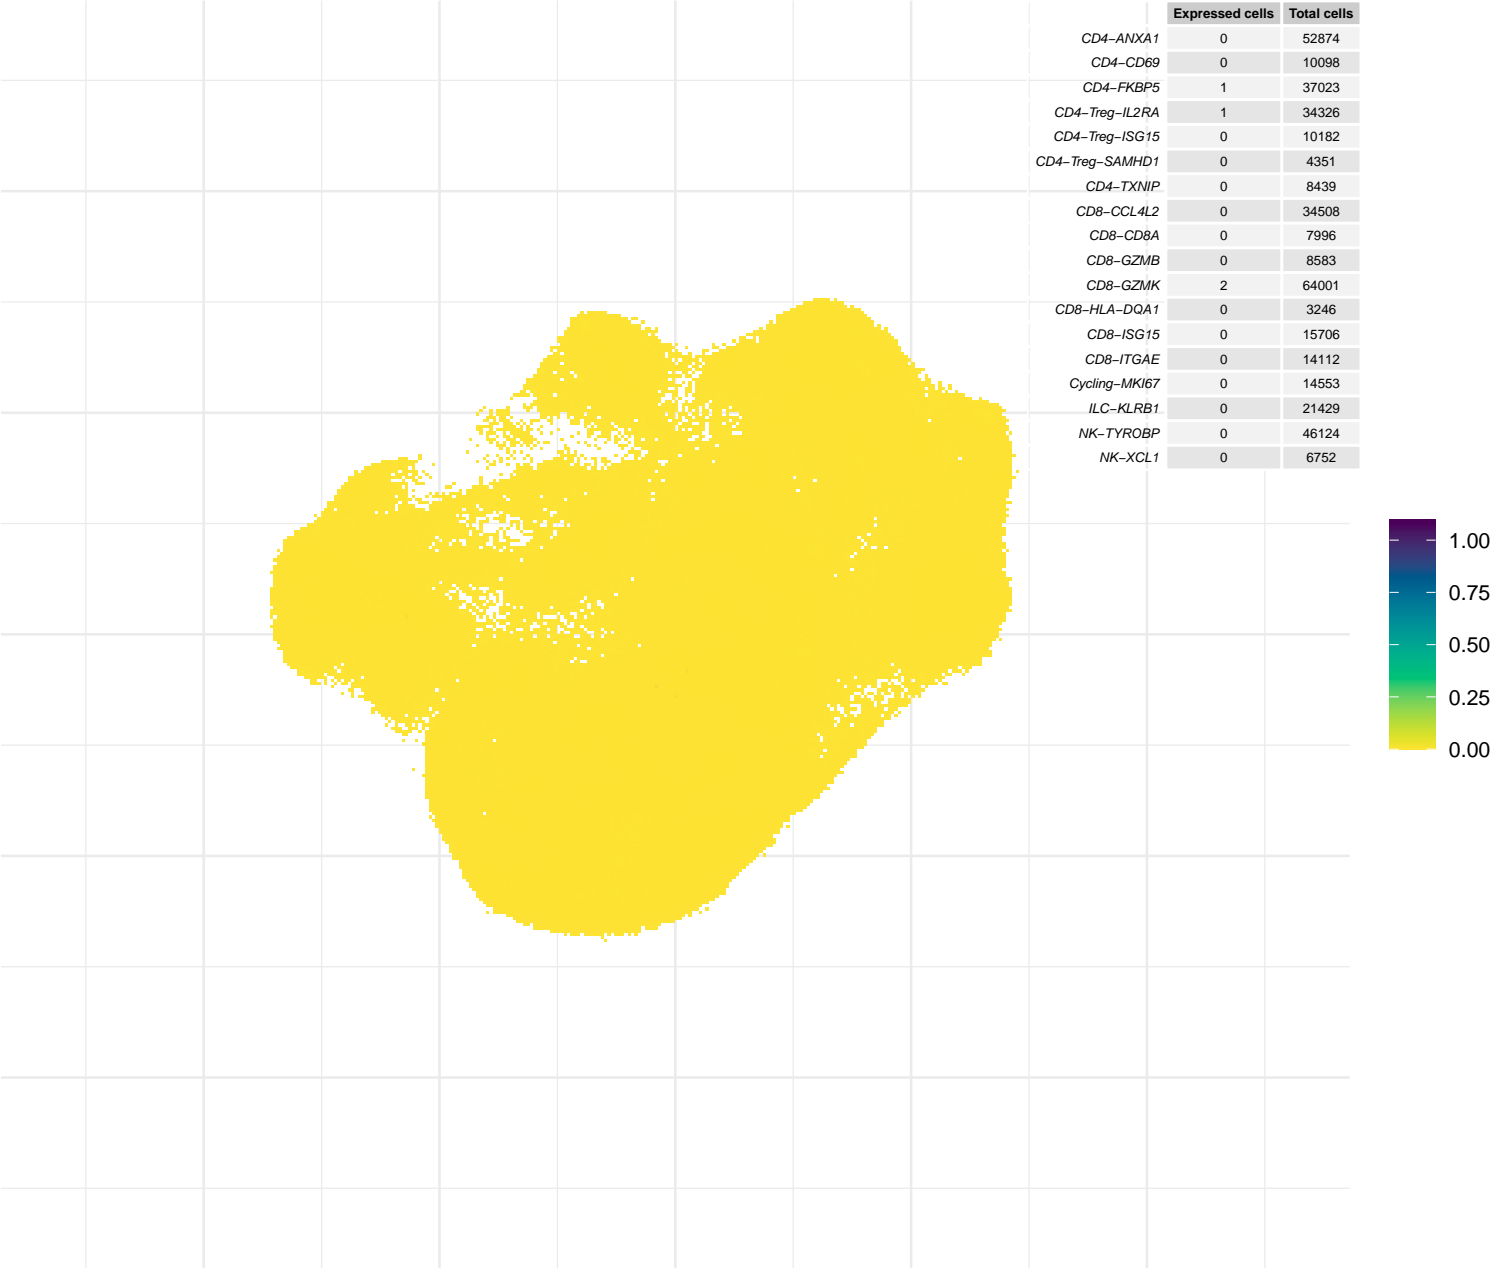 Expressed cells Total cells
CD4−ANXA1 0 52874
CD4−CD69 0 10098
CD4−FKBP5 1 37023
CD4−Treg−IL2RA 1 34326
CD4−Treg−ISG15 0 10182
CD4−Treg−SAMHD1 0 4351
CD4−TXNIP 0 8439
CD8−CCL4L2 0 34508
CD8−CD8A 0 7996
CD8−GZMB 0 8583
CD8−GZMK 2 64001
CD8−HLA−DQA1 0 3246
CD8−ISG15 0 15706
CD8−ITGAE 0 14112
Cycling−MKI67 0 14553
ILC−KLRB1 0 21429
NK−TYROBP 0 46124
NK−XCL1 0 6752
1.00
0.75
0.50
0.25
0.00